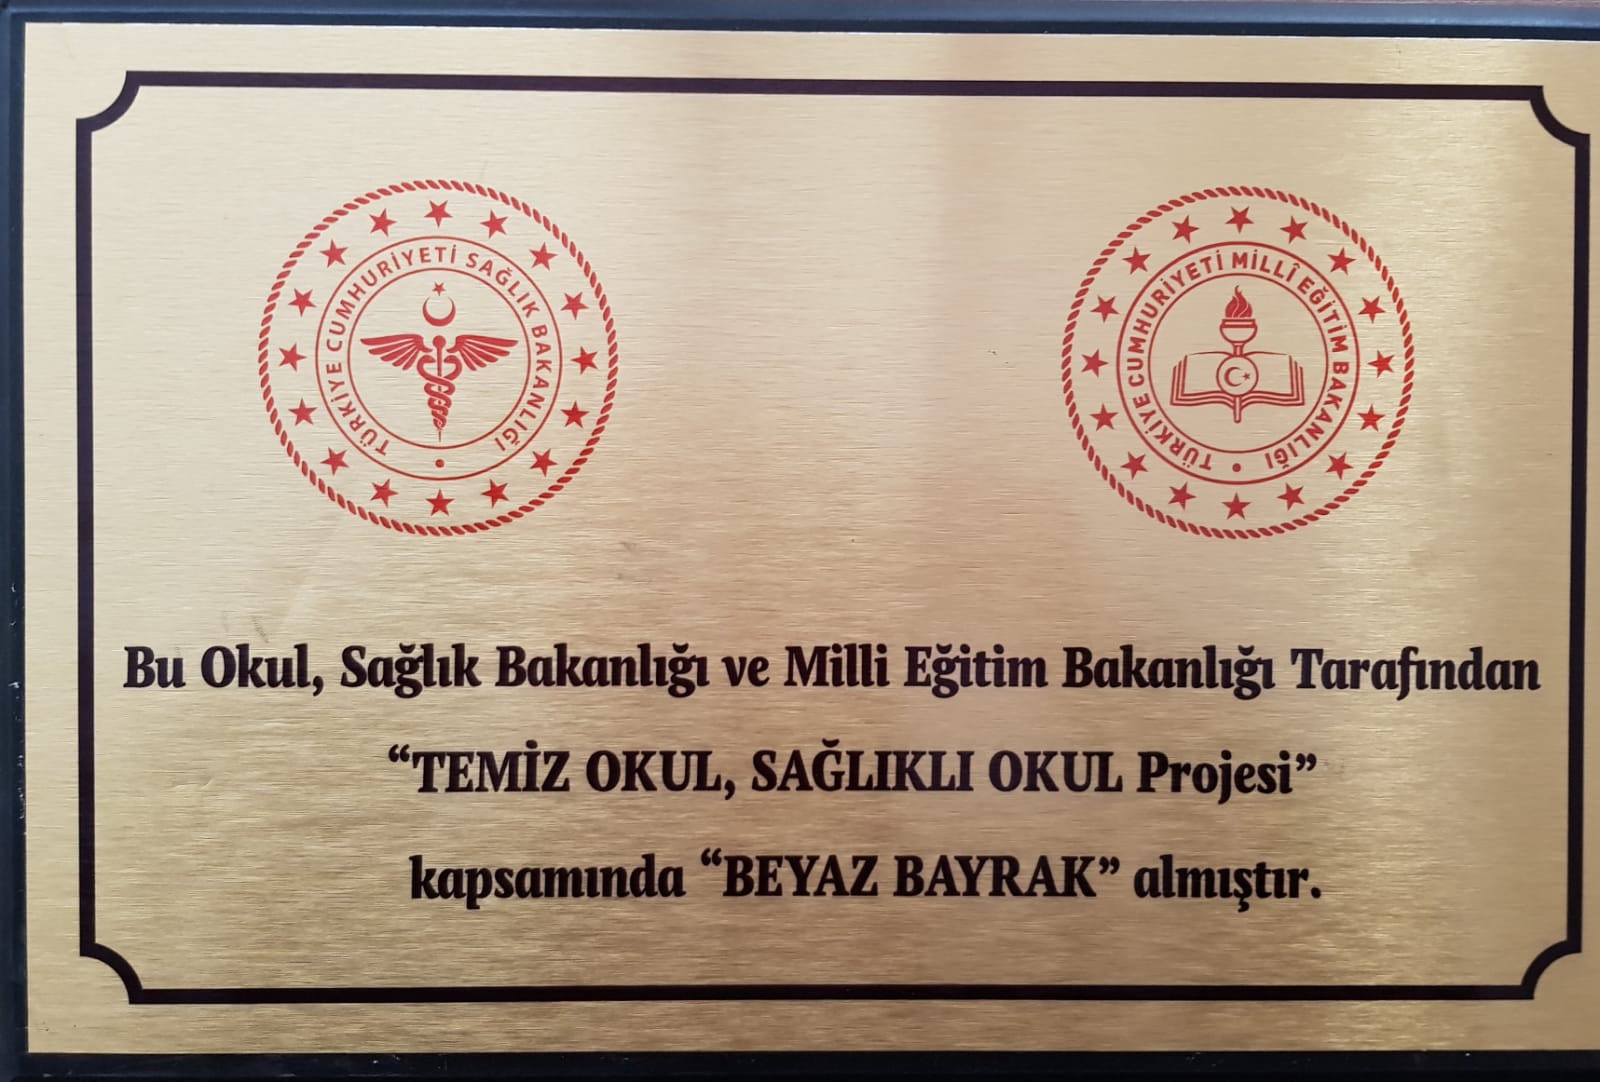 TÜRKİYE CUMHURİYETİ SAĞLIK BAKANLIĞI
TÜRKİYE CUMHURİYETİ MİLLÎ EĞİTİM BAKANLIĞI
Bu Okul, Sağlık Bakanlığı ve Milli Eğitim Bakanlığı Tarafından
“TEMİZ OKUL, SAĞLIKLI OKUL Projesi”
kapsamında “BEYAZ BAYRAK” almıştır.